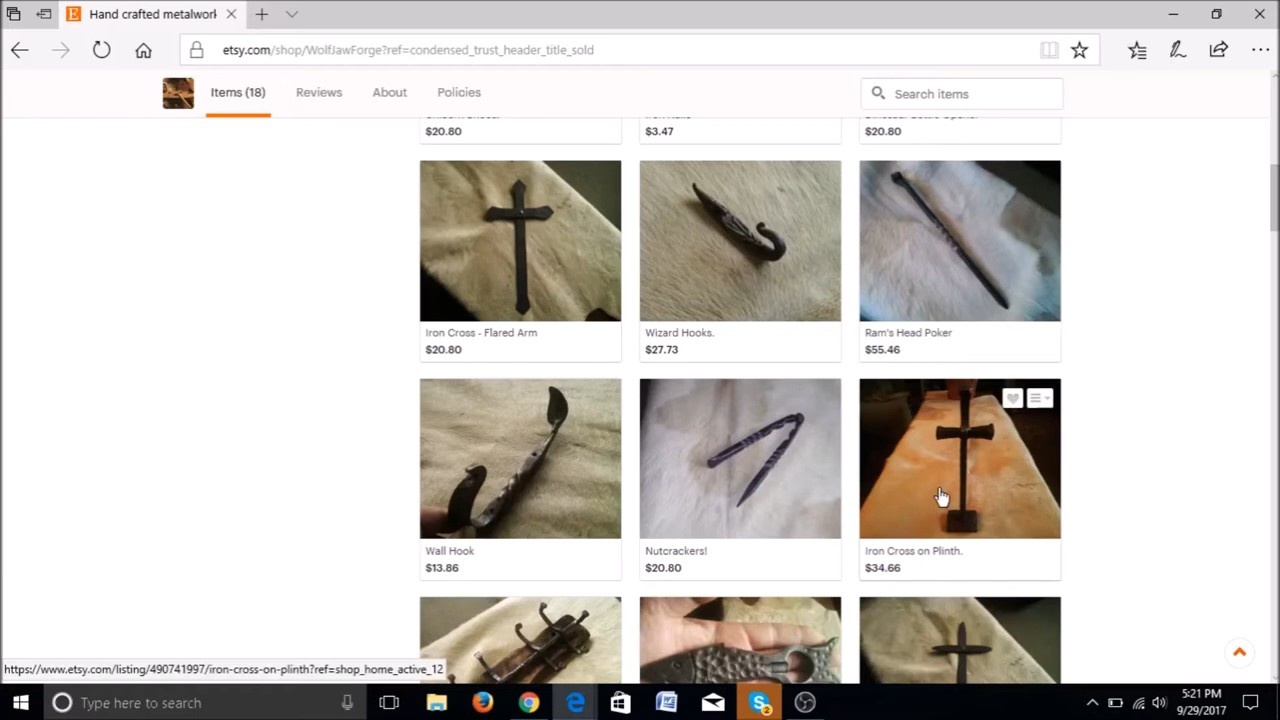 Hand crafted metalwork
etsy.com/shop/WolfJawForge?ref=condensed_trust_header_title_sold
Items (18)
Reviews
About
Policies
Search items
$20.80
$3.47
$20.80
Iron Cross - Flared Arm
$20.80
Wizard Hooks.
$27.73
Ram's Head Poker
$55.46
Wall Hook
$13.86
Nutcrackers!
$20.80
Iron Cross on Plinth.
$34.66
https://www.etsy.com/listing/490741997/iron-cross-on-plinth?ref=shop_home_active_12
Type here to search
2
5:21 PM
9/29/2017